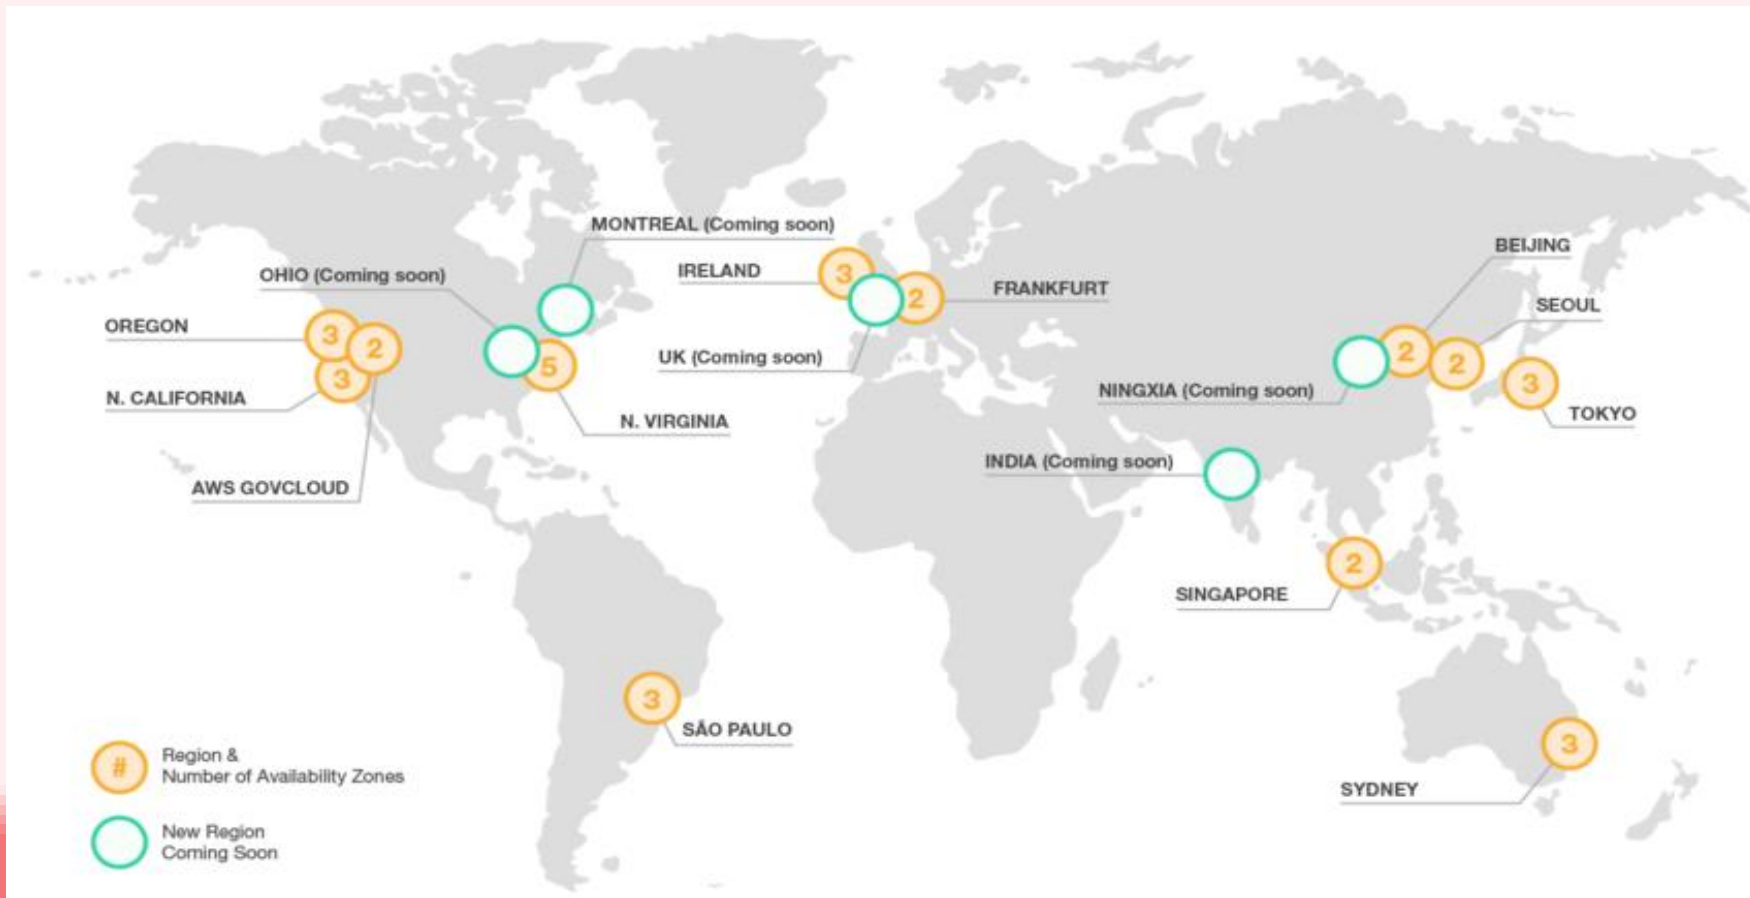 MONTREAL (Coming soon)
OHIO (Coming soon)
OREGON
3
2
3
5
N. CALIFORNIA
N. VIRGINIA
AWS GOVCLOUD
IRELAND
3
2
FRANKFURT
UK (Coming soon)
BEIJING
SEOUL
2
2
3
NINGXIA (Coming soon)
TOKYO
INDIA (Coming soon)
2
SINGAPORE
3
SÃO PAULO
3
SYDNEY
#
Region &
Number of Availability Zones
New Region
Coming Soon